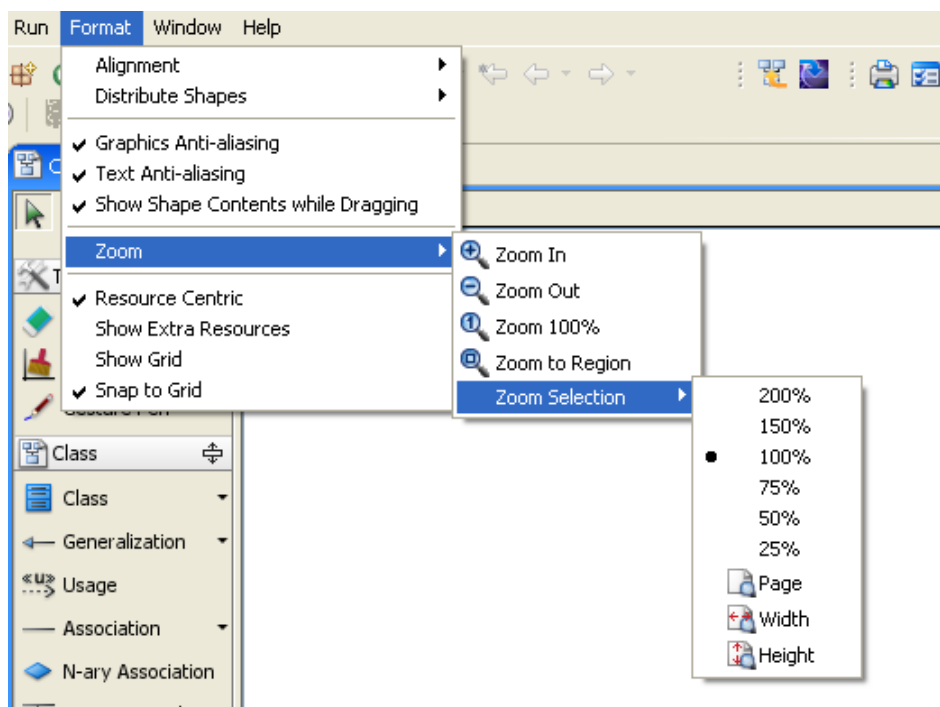 Run Format Window Help
Alignment
Distribute Shapes
Graphics Anti-aliasing
Text Anti-aliasing
Show Shape Contents while Dragging
Zoom
Resource Centric
Show Extra Resources
Show Grid
Snap to Grid
Zoom In
Zoom Out
Zoom 100%
Zoom to Region
Zoom Selection
200%
150%
100%
75%
50%
25%
Page
Width
Height
Class
Class
Generalization
«u» Usage
Association
N-ary Association